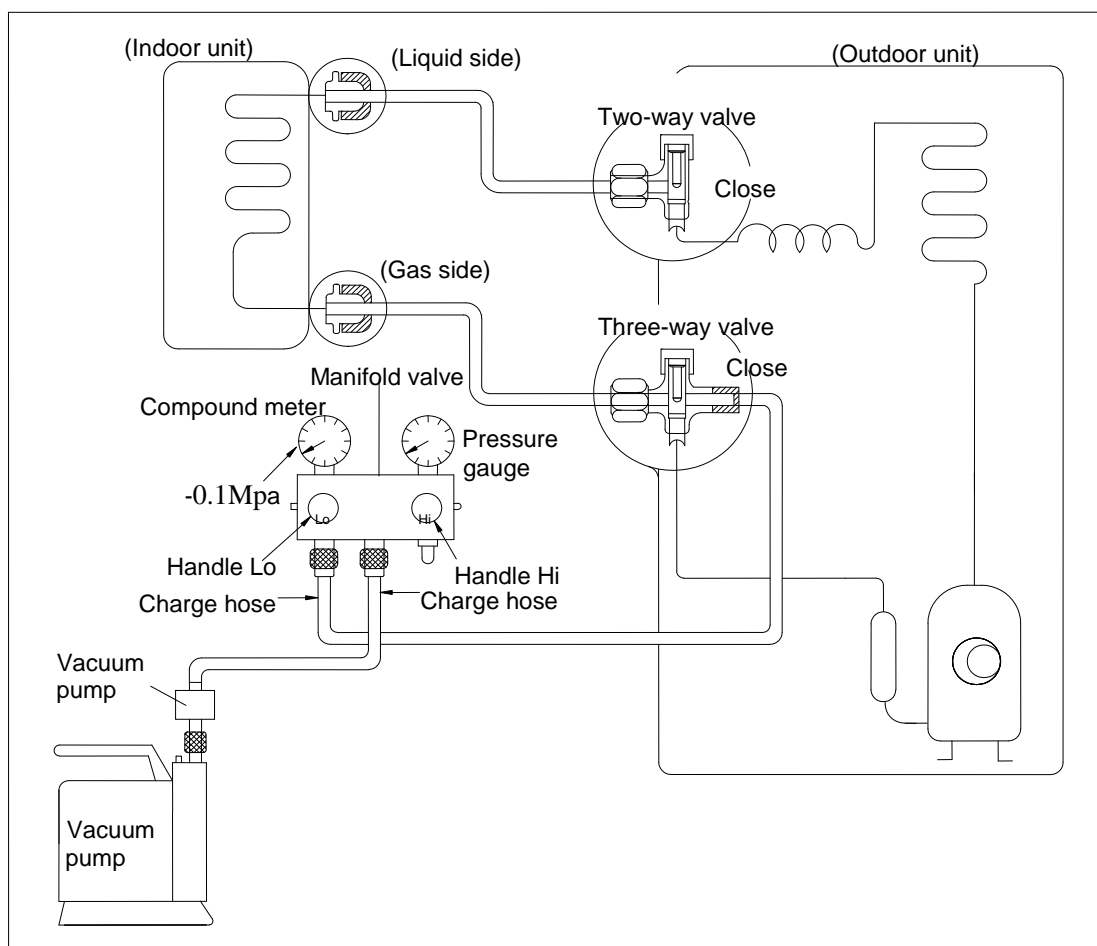 (Indoor unit)
(Liquid side)
(Outdoor unit)
Two-way valve
Close
(Gas side)
Three-way valve
Close
Manifold valve
Compound meter
Pressure
gauge
-0.1Mpa
Lo
Hi
Handle Lo
Handle Hi
Charge hose
Charge hose
Vacuum
pump
Vacuum
pump